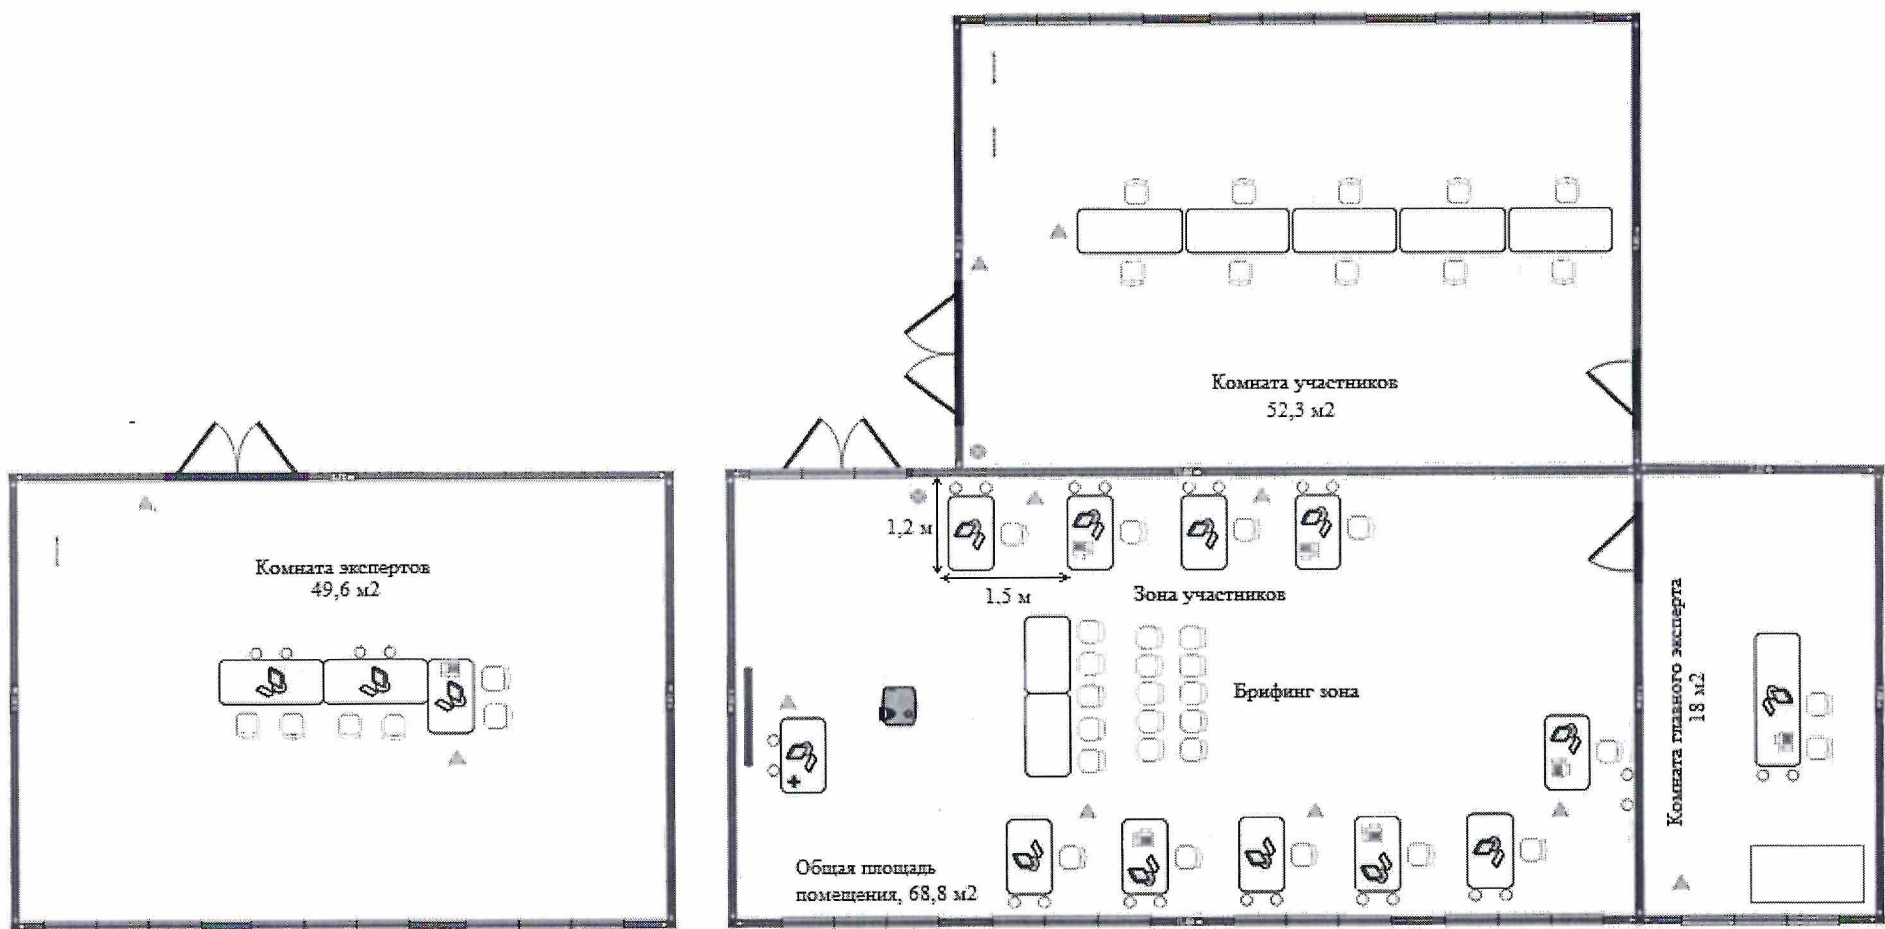 Комната участников
52,3 м2
Комната экспертов
49,6 м2
1,2 м
1.5 м
Зона участников
Брифинг зона
Комната главного эксперта
18 м2
Общая площадь
помещения, 68,8 м2